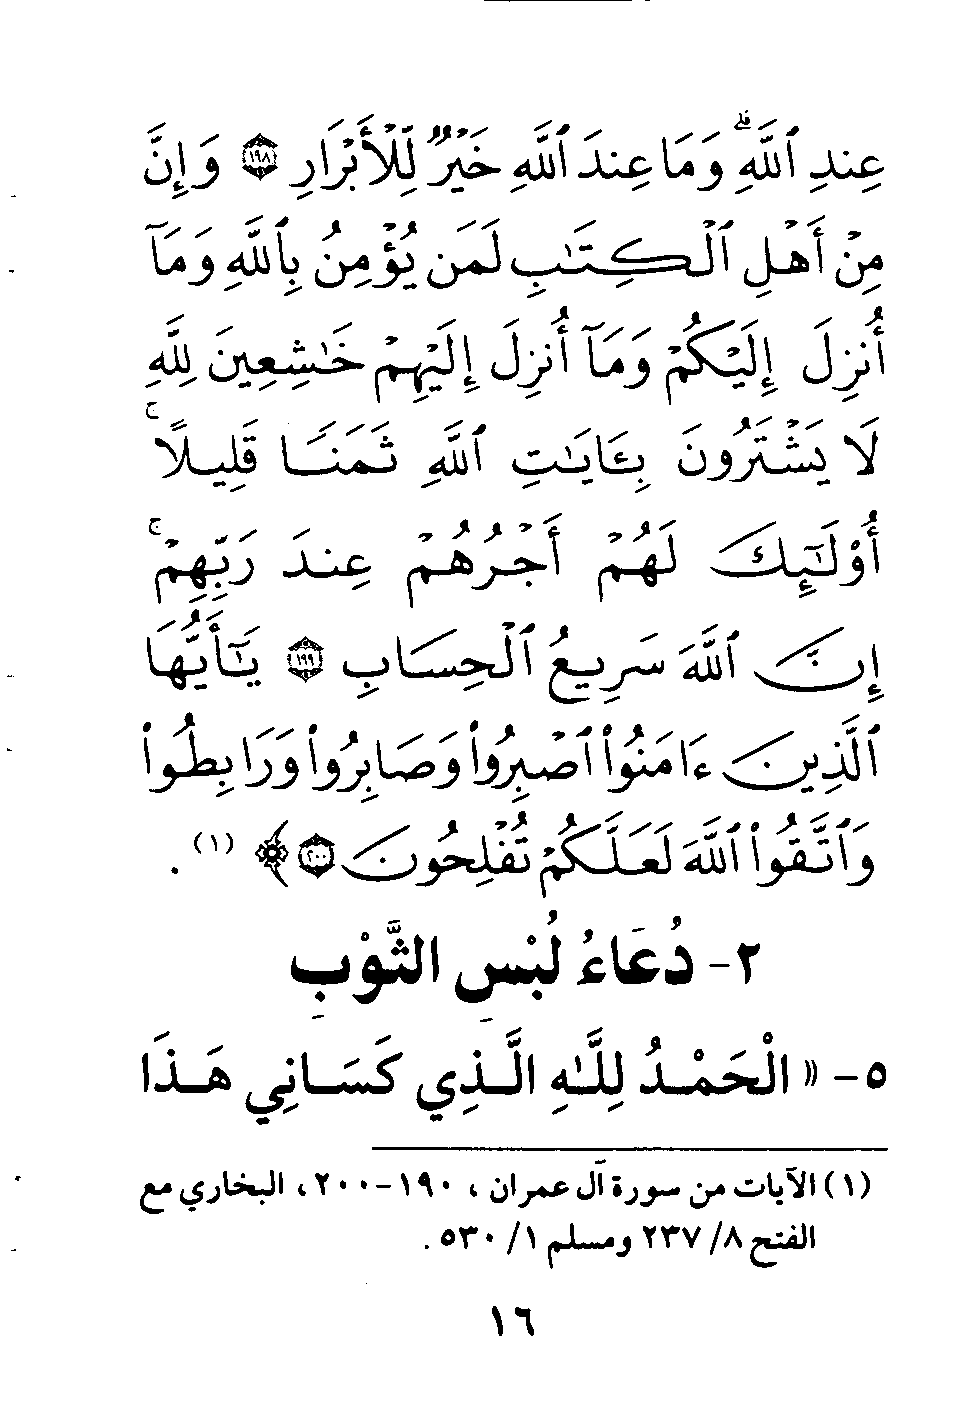 عِندِ ٱللَّهِۗ وَمَا عِندَ ٱللَّهِ خَيْرٌ لِّلْأَبْرَارِ ١٩٨ وَإِنَّ
مِنْ أَهْلِ ٱلْكِتَٰبِ لَمَن يُؤْمِنُ بِٱللَّهِ وَمَآ
أُنزِلَ إِلَيْكُمْ وَمَآ أُنزِلَ إِلَيْهِمْ خَٰشِعِينَ لِلَّهِ
لَا يَشْتَرُونَ بِـَٔايَٰتِ ٱللَّهِ ثَمَنًا قَلِيلًاۚ
أُو۟لَٰٓئِكَ لَهُمْ أَجْرُهُمْ عِندَ رَبِّهِمْۚ
إِنَّ ٱللَّهَ سَرِيعُ ٱلْحِسَابِ ١٩٩ يَٰٓأَيُّهَا
ٱلَّذِينَ ءَامَنُوا۟ ٱصْبِرُوا۟ وَصَابِرُوا۟ وَرَابِطُوا۟
وَٱتَّقُوا۟ ٱللَّهَ لَعَلَّكُمْ تُفْلِحُونَ ٢٠٠ ﴾ (١) .
٢- دُعَاءُ لُبْسِ الثَّوْبِ
٥- « الْحَمْدُ لِلَّٰهِ الَّذِي كَسَانِي هَذَا
(١) الآيات من سورة آل عمران ، ١٩٠-٢٠٠، البخاري مع
الفتح ٨/ ٢٣٧ ومسلم ١/ ٥٣٠ .
١٦